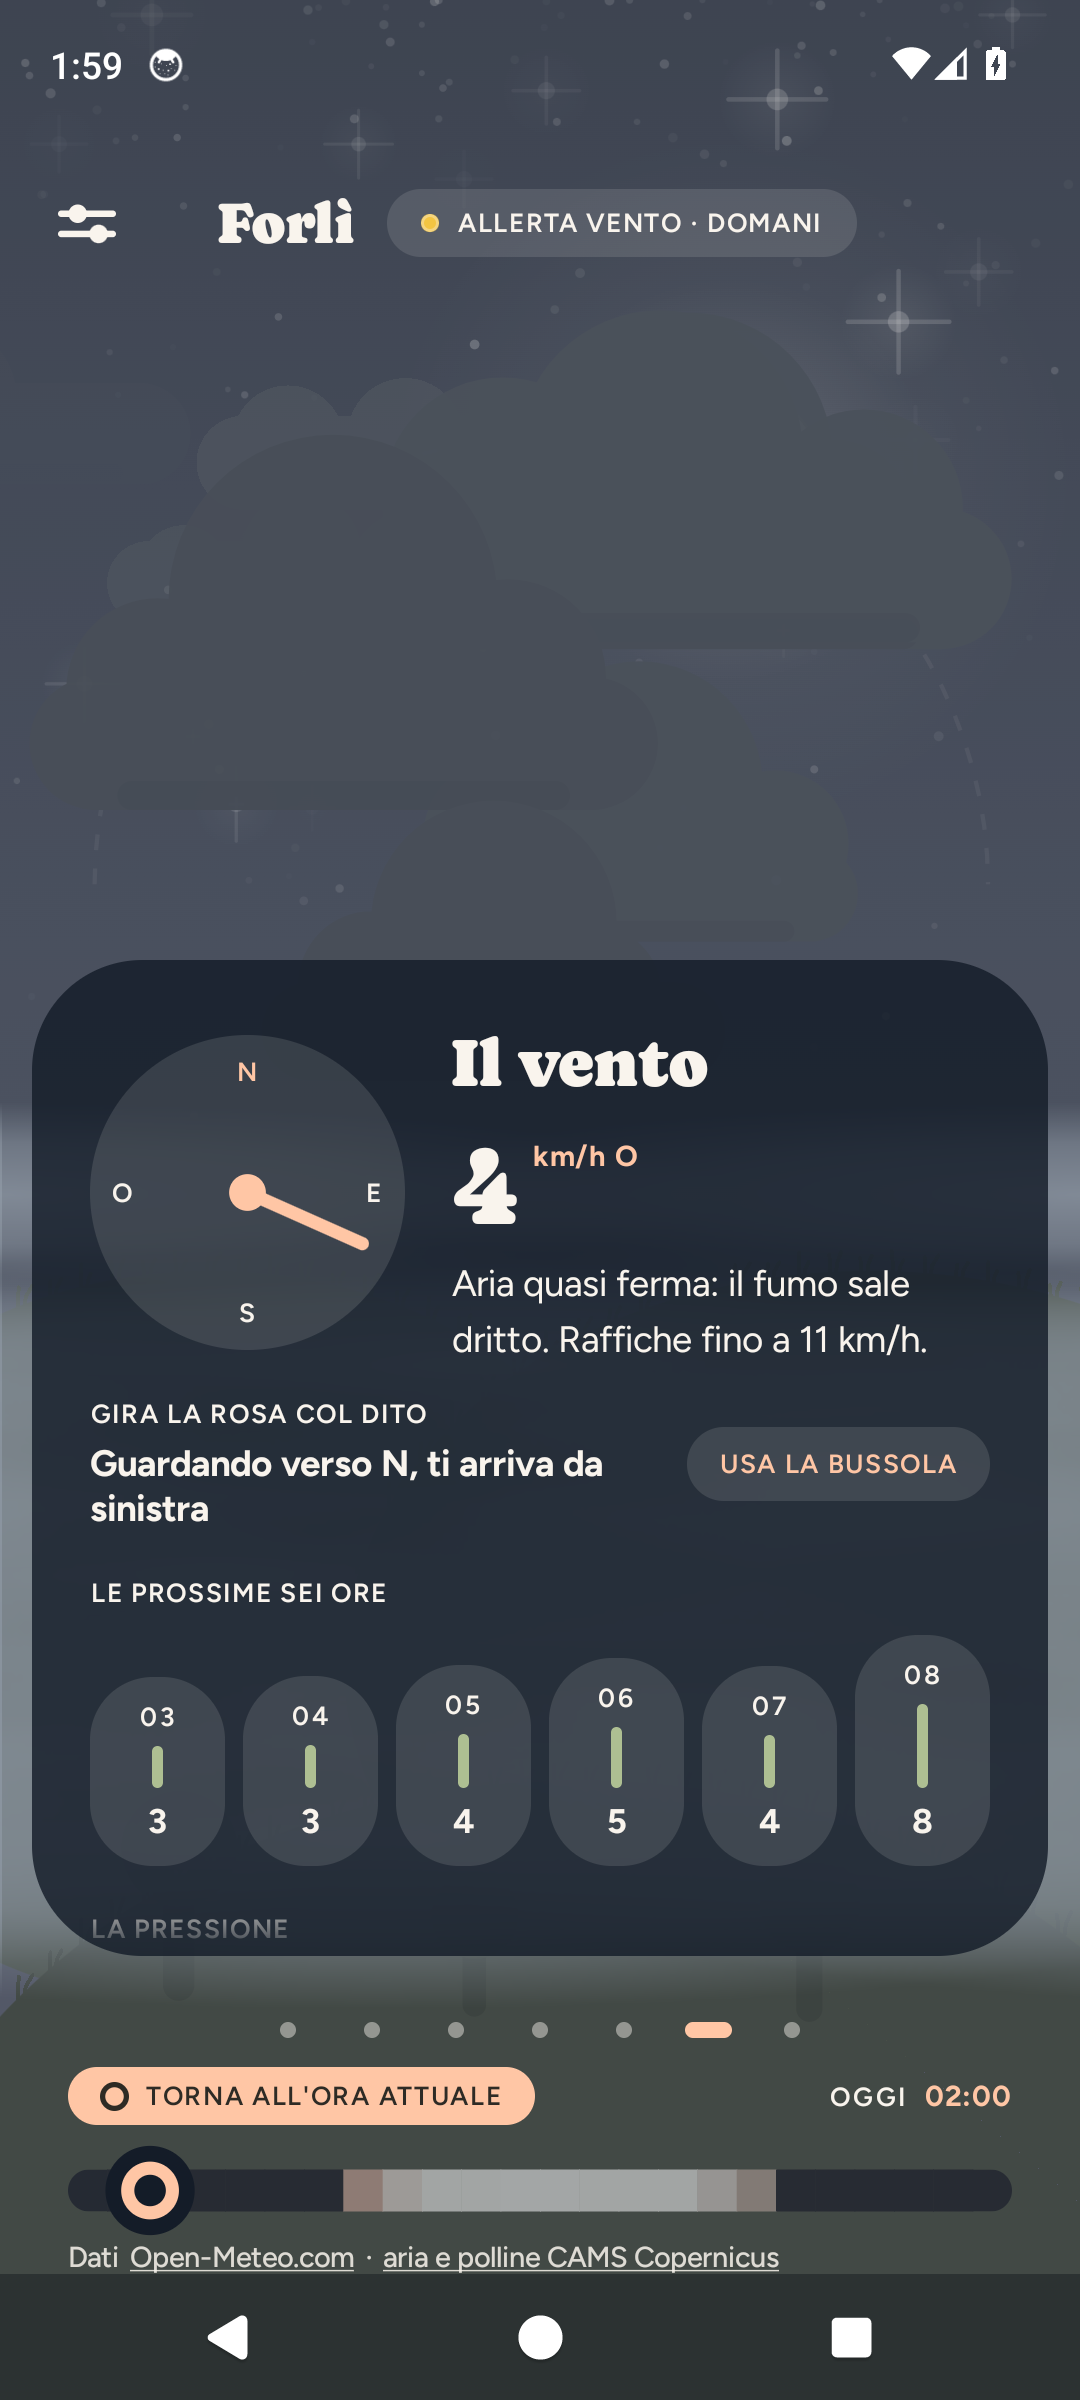 1:59
Forlì
ALLERTA VENTO · DOMANI
N
O
E
S
Il vento
4 km/h O
Aria quasi ferma: il fumo sale
dritto. Raffiche fino a 11 km/h.
GIRA LA ROSA COL DITO
Guardando verso N, ti arriva da
sinistra
USA LA BUSSOLA
LE PROSSIME SEI ORE
03 04 05 06 07 08
3 3 4 5 4 8
LA PRESSIONE
TORNA ALL'ORA ATTUALE
OGGI 02:00
Dati Open-Meteo.com · aria e polline CAMS Copernicus